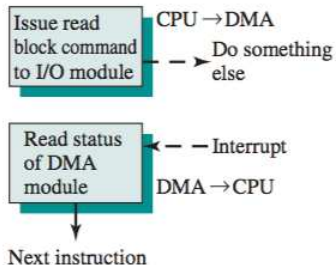 Issue read
block command
to I/O module
CPU → DMA
Do something
else
Read status
of DMA
module
Interrupt
DMA → CPU
Next instruction